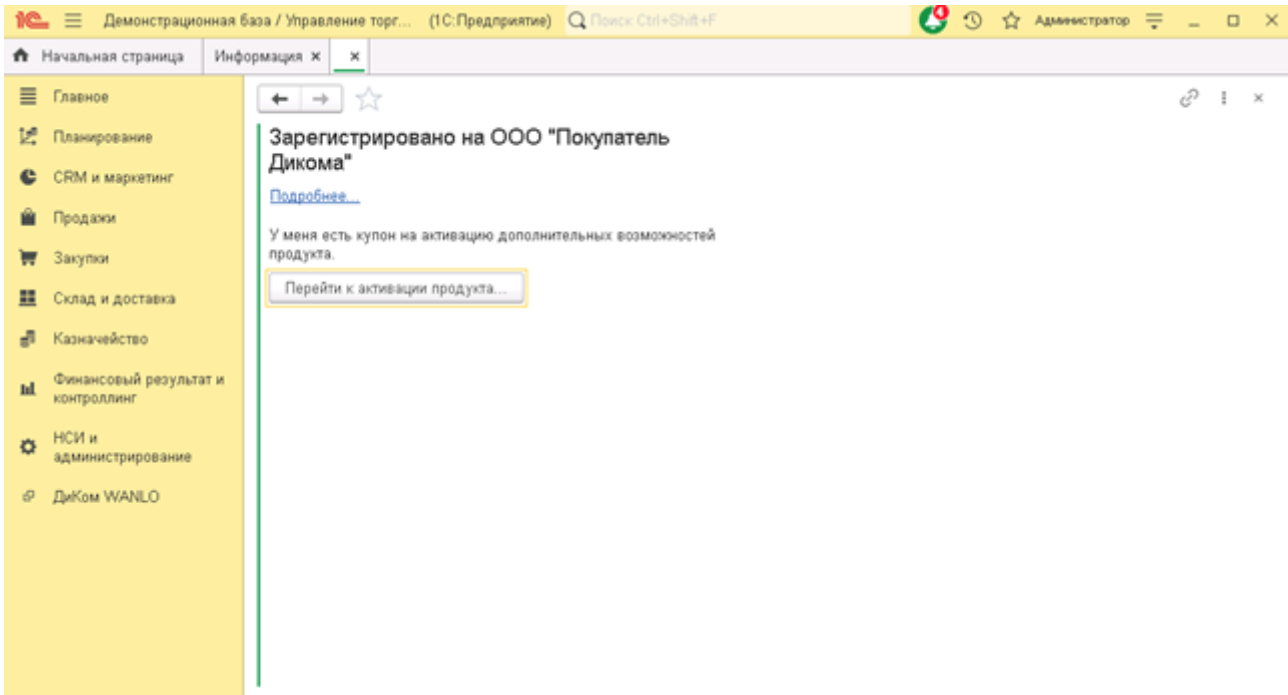 1С Демонстрационная база / Управление торг... (1С:Предприятие) Поиск Ctrl+Shift+F 4 Администратор
Начальная страница Информация
Главное
Планирование
CRM и маркетинг
Продажи
Закупки
Склад и доставка
Казначейство
Финансовый результат и
контроллинг
НСИ и
администрирование
ДиКом WANLO
Зарегистрировано на ООО "Покупатель
Дикома"
Подробнее...
У меня есть купон на активацию дополнительных возможностей
продукта.
Перейти к активации продукта...